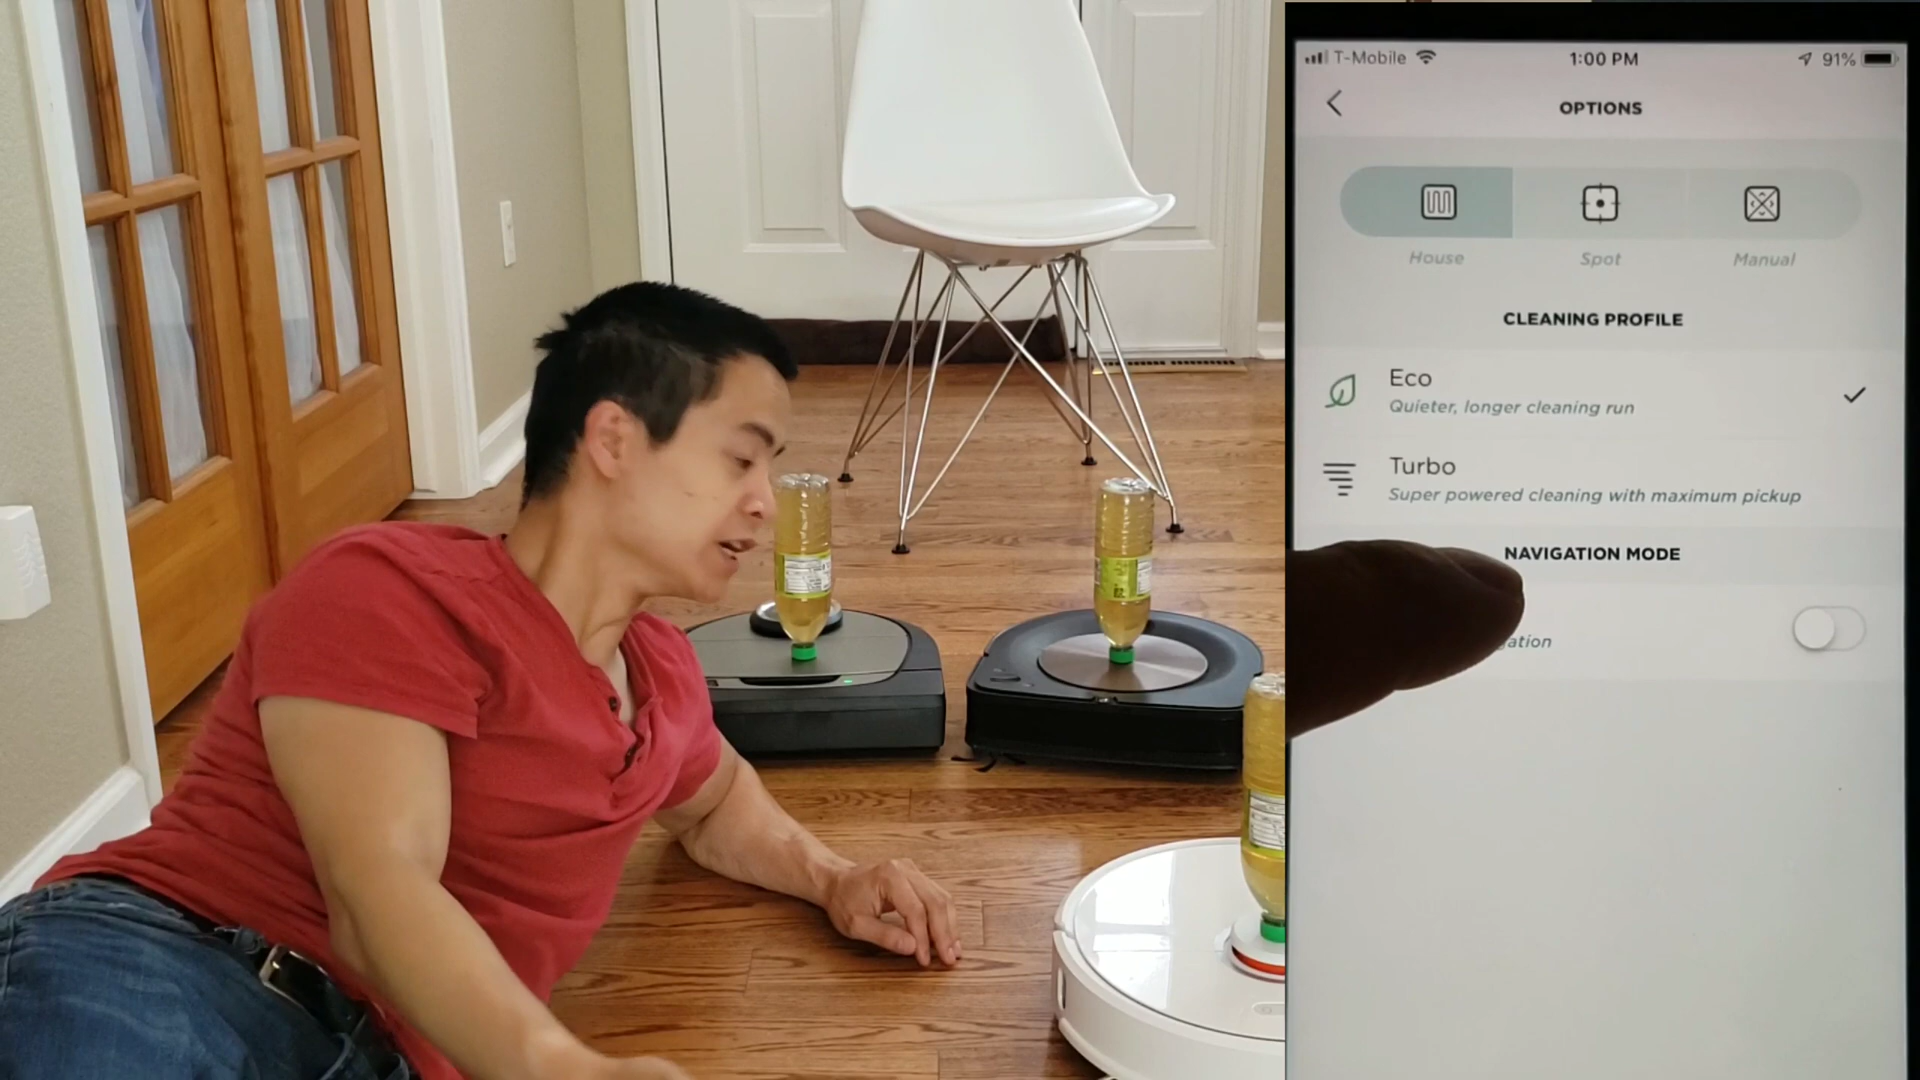 T-Mobile
1:00 PM
91%
OPTIONS
House
Spot
Manual
CLEANING PROFILE
Eco
Quieter, longer cleaning run
Turbo
Super powered cleaning with maximum pickup
NAVIGATION MODE